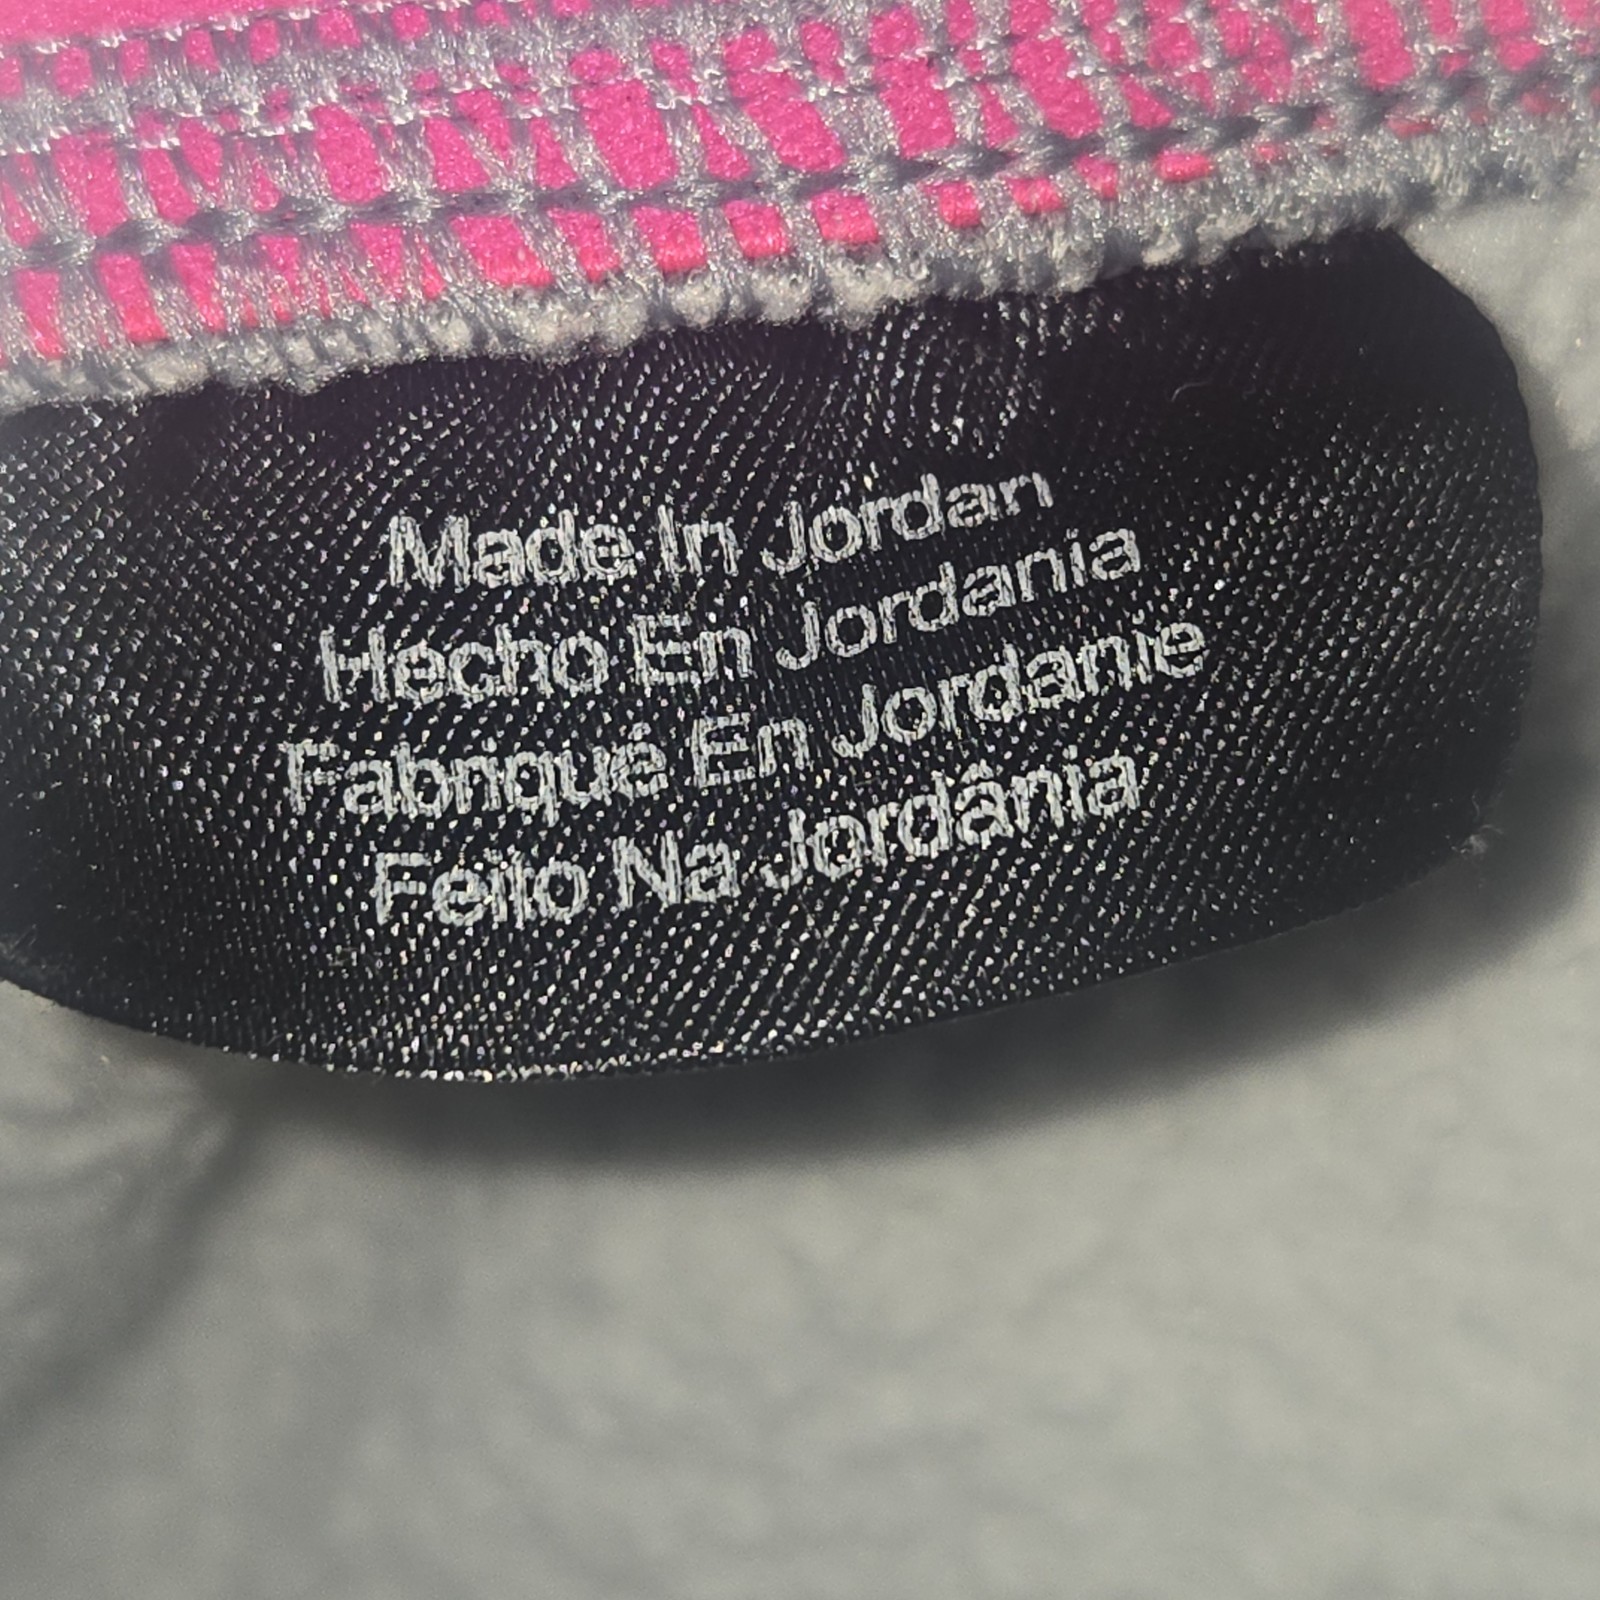 Made In Jordan
Hecho En Jordania
Fabriqué En Jordanie
Feito Na Jordânia